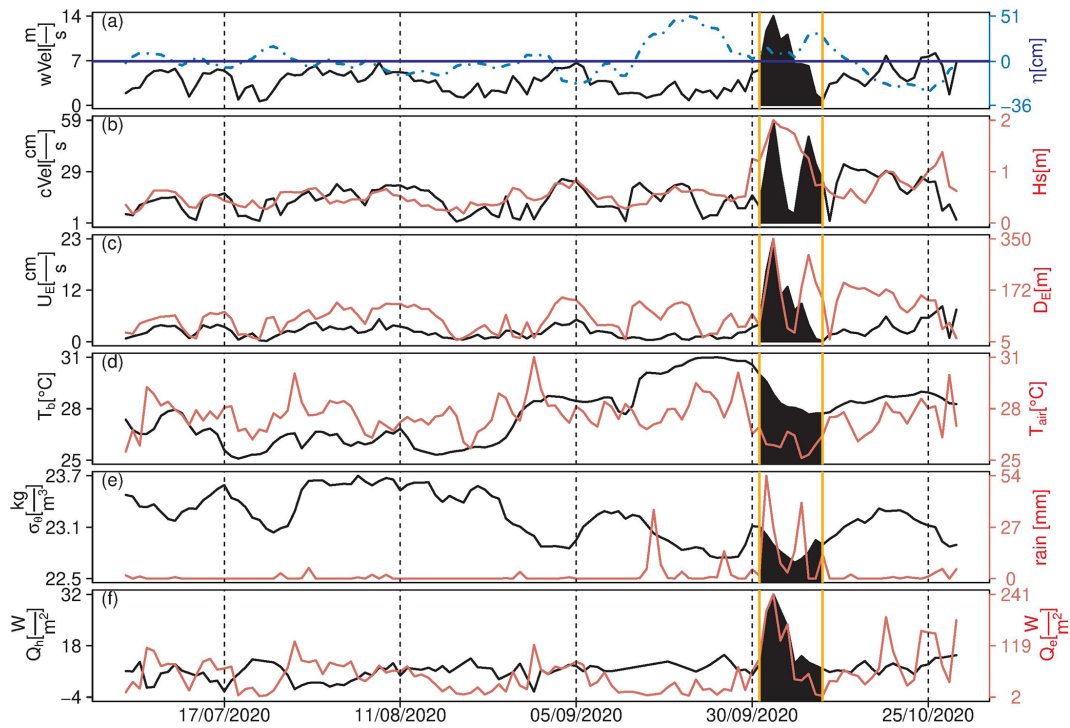 (a)
wVel[m/s]
14
7
0
51
0
−36
η[cm]
(b)
cVel[cm/s]
59
29
1
2
1
1
0
0
Hs[m]
(c)
U_E[cm/s]
23
12
0
350
172
5
D_E[m]
(d)
T_b[°C]
31
28
25
31
28
25
T_air[°C]
(e)
σ_θ[kg/m³]
23.7
23.1
22.5
54
27
0
rain [mm]
(f)
Q_h[W/m²]
32
18
−4
241
119
2
Q_e[W/m²]
17/07/2020 11/08/2020 05/09/2020 30/09/2020 25/10/2020